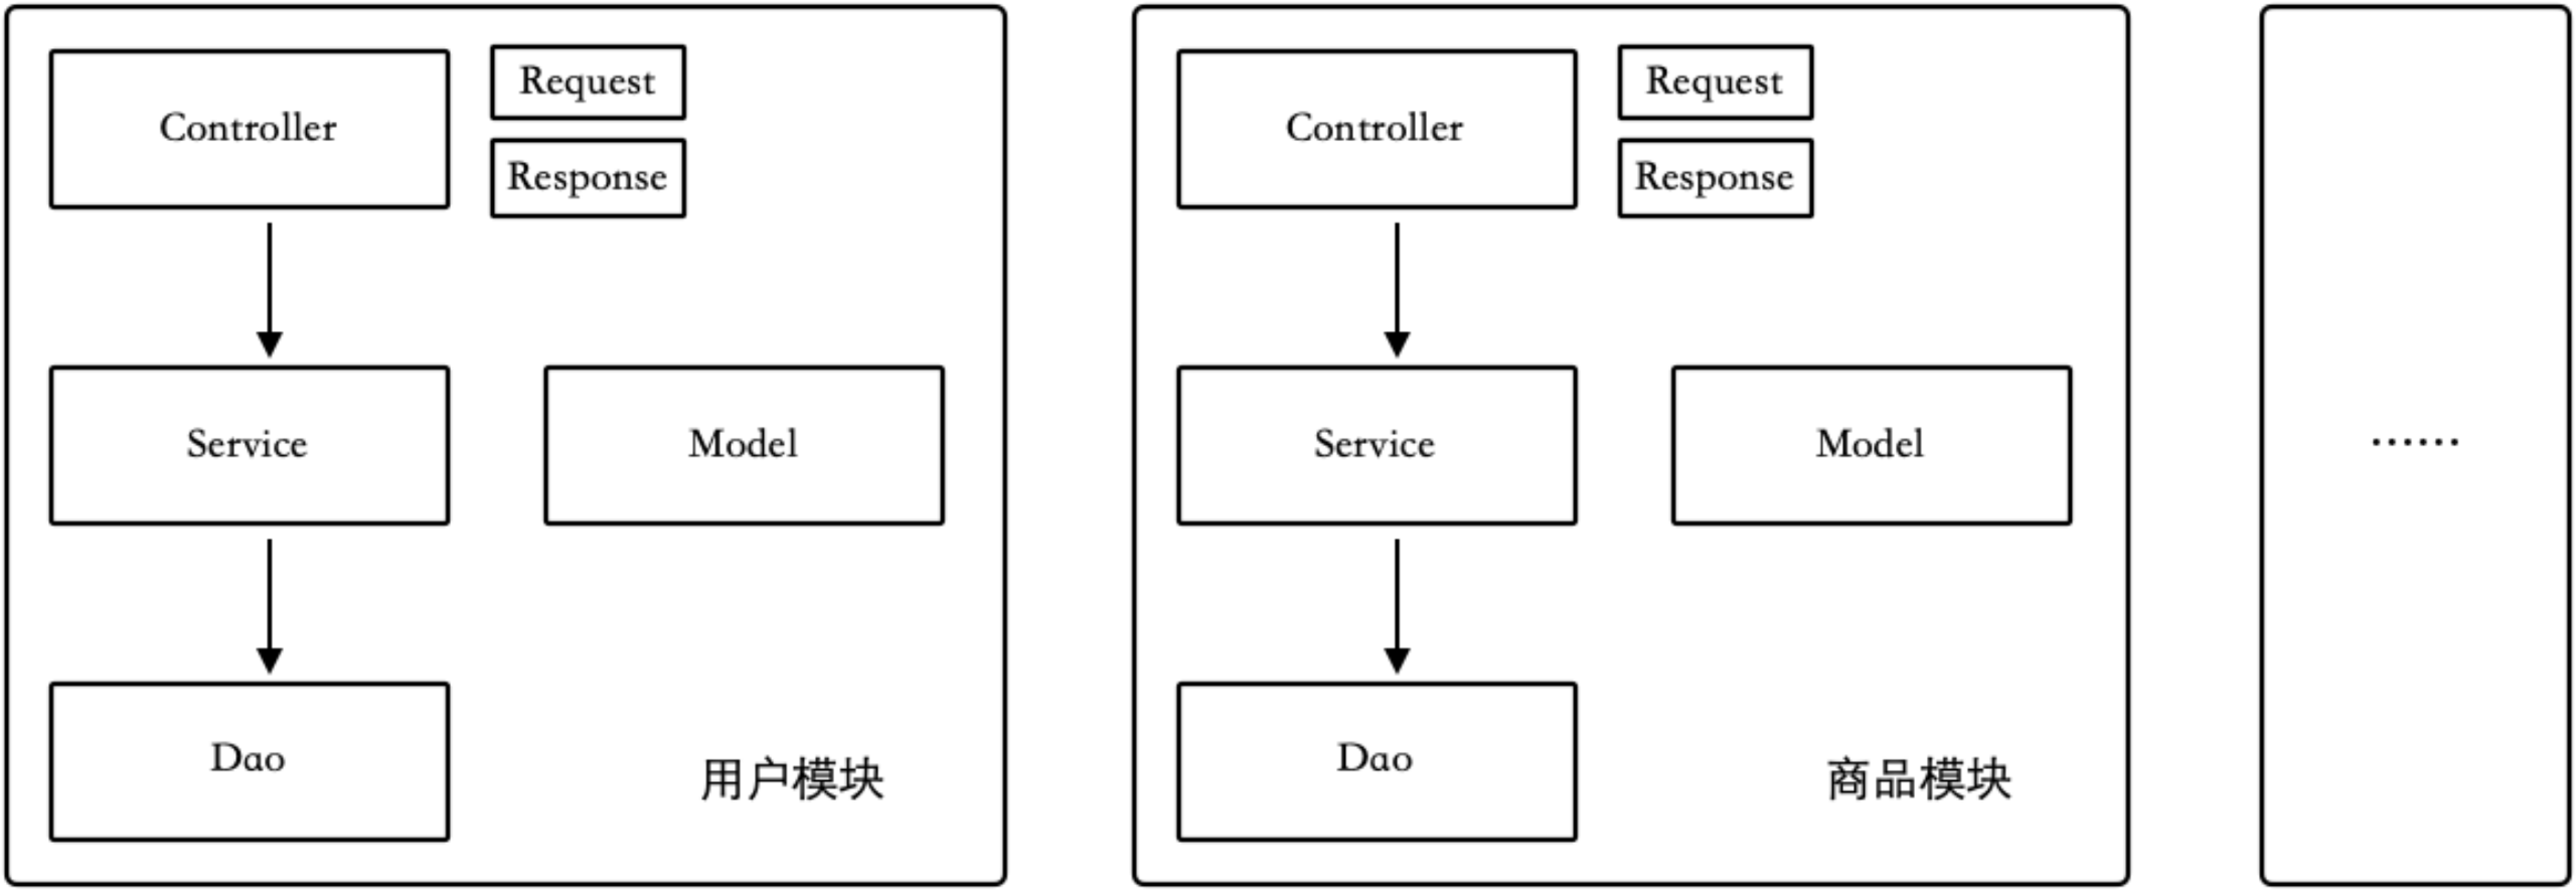 Controller
Request
Response
Service
Model
Dao
用户模块
Controller
Request
Response
Service
Model
Dao
商品模块
......